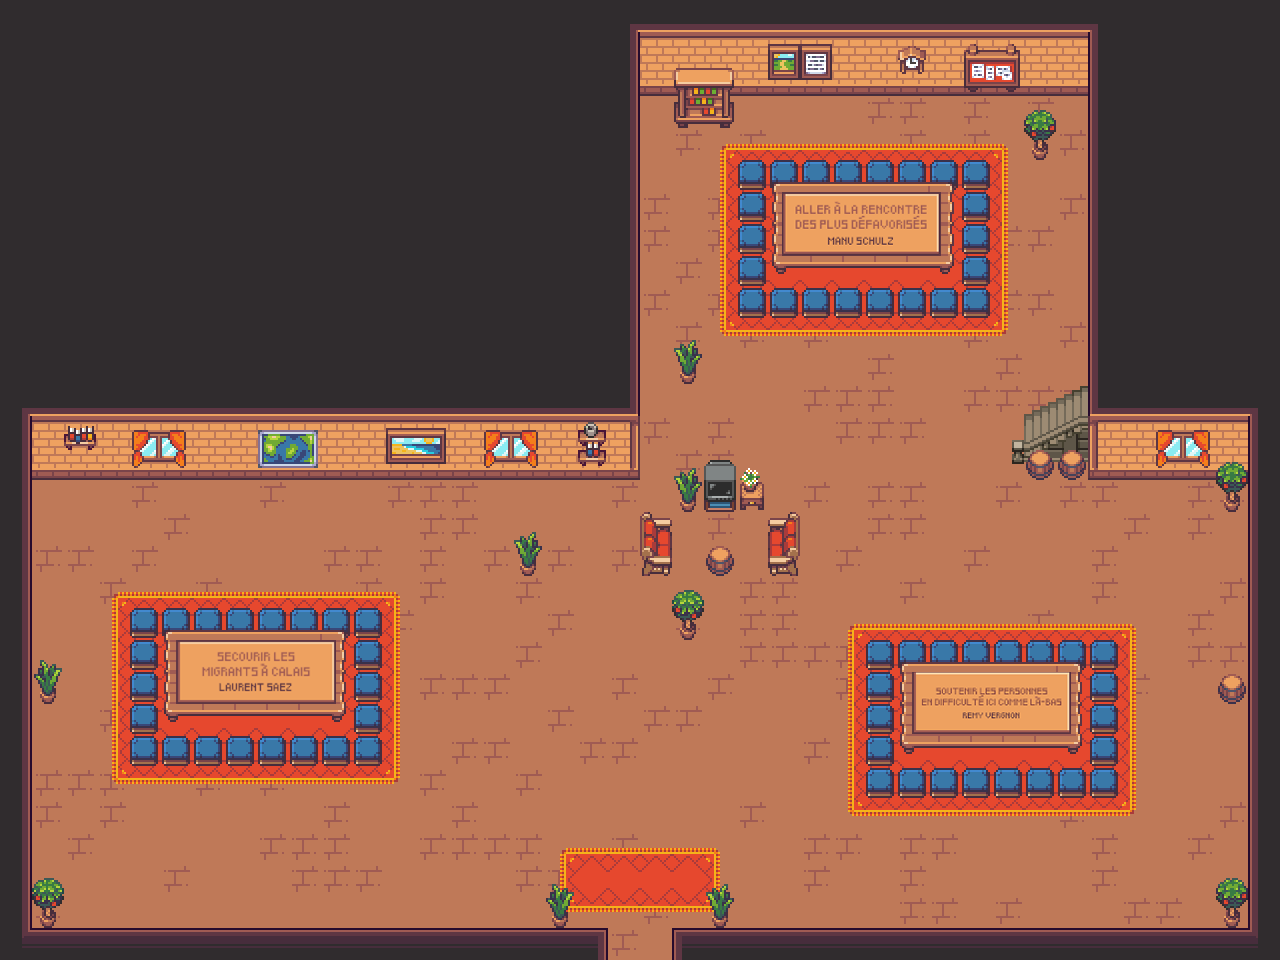 ALLER À LA RENCONTRE
DES PLUS DÉFAVORISÉS
MANU SCHULZ
SECOURIR LES
MIGRANTS À CALAIS
LAURENT SAEZ
SOUTENIR LES PERSONNES
EN DIFFICULTÉ ICI COMME LÀ-BAS
REMY VERGNON